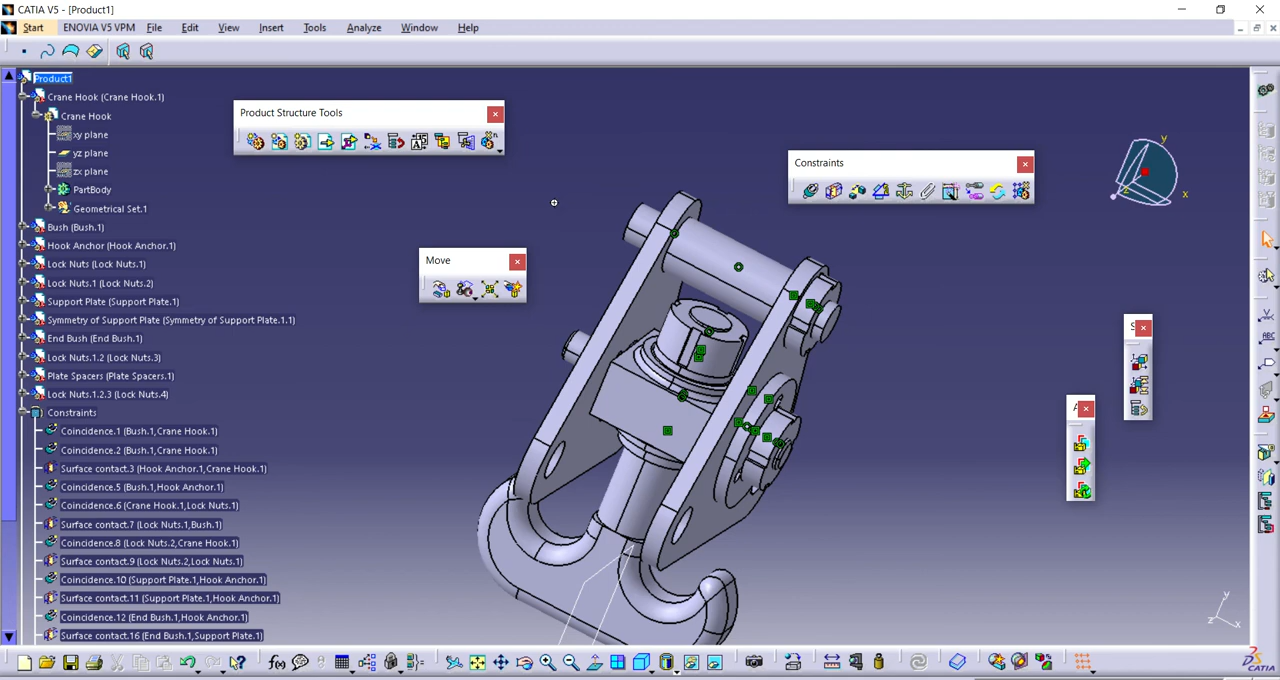 CATIA V5 - [Product1]
Start ENOVIA V5 VPM File Edit View Insert Tools Analyze Window Help
Product1
Crane Hook (Crane Hook.1)
Crane Hook
xy plane
yz plane
zx plane
PartBody
Geometrical Set.1
Bush (Bush.1)
Hook Anchor (Hook Anchor.1)
Lock Nuts (Lock Nuts.1)
Lock Nuts.1 (Lock Nuts.2)
Support Plate (Support Plate.1)
Symmetry of Support Plate (Symmetry of Support Plate.1.1)
End Bush (End Bush.1)
Lock Nuts.1.2 (Lock Nuts.3)
Plate Spacers (Plate Spacers.1)
Lock Nuts.1.2.3 (Lock Nuts.4)
Constraints
Coincidence.1 (Bush.1,Crane Hook.1)
Coincidence.2 (Bush.1,Crane Hook.1)
Surface contact.3 (Hook Anchor.1,Crane Hook.1)
Coincidence.5 (Bush.1,Hook Anchor.1)
Coincidence.6 (Crane Hook.1,Lock Nuts.1)
Surface contact.7 (Lock Nuts.1,Bush.1)
Coincidence.8 (Lock Nuts.2,Crane Hook.1)
Surface contact.9 (Lock Nuts.2,Lock Nuts.1)
Coincidence.10 (Support Plate.1,Hook Anchor.1)
Surface contact.11 (Support Plate.1,Hook Anchor.1)
Coincidence.12 (End Bush.1,Hook Anchor.1)
Surface contact.16 (End Bush.1,Support Plate.1)
Product Structure Tools
Move
Constraints
y
x
z
y
z x
f(x)
CATIA